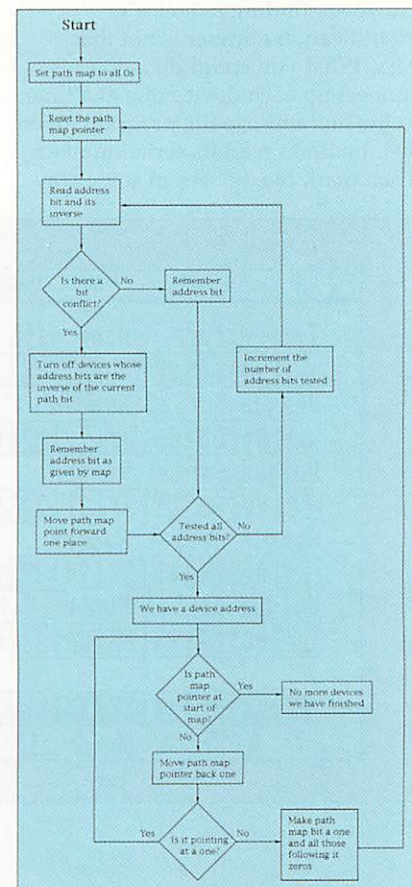 Start
Set path map to all 0s
Reset the path
map pointer
Read address
bit and its
inverse
Is there a
bit conflict?
No
Remember
address bit
Yes
Turn off devices whose
address bits are the
inverse of the current
path bit
Increment the
number of
address bits tested
Remember
address bit as
given by map
Move path map
point forward
one place
Tested all
address bits?
No
Yes
We have a device address
Is path
map
pointer at
start of
map?
Yes
No more devices
we have finished
No
Move path map
pointer back one
Yes
Is it pointing
at a one?
No
Make path
map bit a one
and all those
following it
zeros